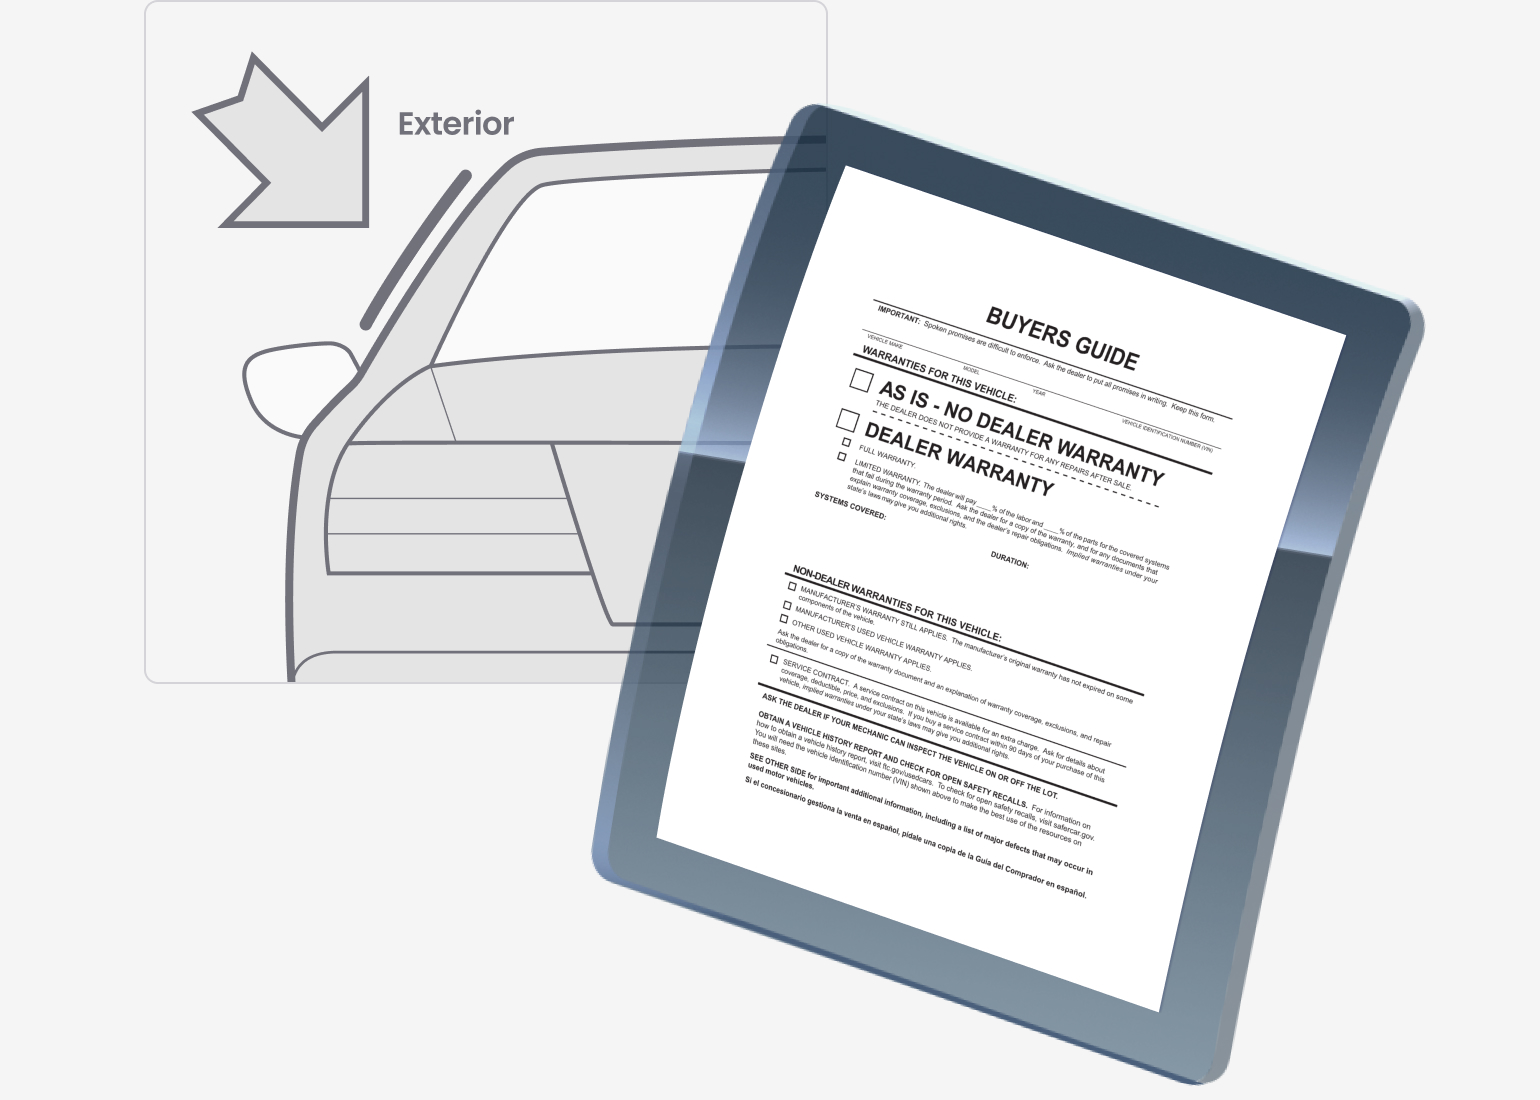 Exterior
BUYERS GUIDE
IMPORTANT: Spoken promises are difficult to enforce. Ask the dealer to put all promises in writing. Keep this form.
VEHICLE MAKE MODEL YEAR VEHICLE IDENTIFICATION NUMBER (VIN)
WARRANTIES FOR THIS VEHICLE:
AS IS - NO DEALER WARRANTY
THE DEALER DOES NOT PROVIDE A WARRANTY FOR ANY REPAIRS AFTER SALE.
DEALER WARRANTY
FULL WARRANTY.
LIMITED WARRANTY. The dealer will pay ____% of the labor and ____% of the parts for the covered systems
that fail during the warranty period. Ask the dealer for a copy of the warranty, and for any documents that
explain warranty coverage, exclusions, and the dealer's repair obligations. Implied warranties under your
state's laws may give you additional rights.
SYSTEMS COVERED: DURATION:
NON-DEALER WARRANTIES FOR THIS VEHICLE:
MANUFACTURER'S WARRANTY STILL APPLIES. The manufacturer's original warranty has not expired on some
components of the vehicle.
MANUFACTURER'S USED VEHICLE WARRANTY APPLIES.
OTHER USED VEHICLE WARRANTY APPLIES.
Ask the dealer for a copy of the warranty document and an explanation of warranty coverage, exclusions, and repair
obligations.
SERVICE CONTRACT. A service contract on this vehicle is available for an extra charge. Ask for details about
coverage, deductible, price, and exclusions. If you buy a service contract within 90 days of your purchase of this
vehicle, implied warranties under your state's laws may give you additional rights.
ASK THE DEALER IF YOUR MECHANIC CAN INSPECT THE VEHICLE ON OR OFF THE LOT.
OBTAIN A VEHICLE HISTORY REPORT AND CHECK FOR OPEN SAFETY RECALLS. For information on
how to obtain a vehicle history report, visit ftc.gov/usedcars. To check for open safety recalls, visit safercar.gov.
You will need the vehicle identification number (VIN) shown above to make the best use of the resources on
these sites.
SEE OTHER SIDE for important additional information, including a list of major defects that may occur in
used motor vehicles.
Si el concesionario gestiona la venta en español, pídale una copia de la Guía del Comprador en español.